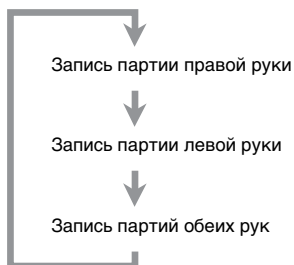 Запись партии правой руки
Запись партии левой руки
Запись партий обеих рук